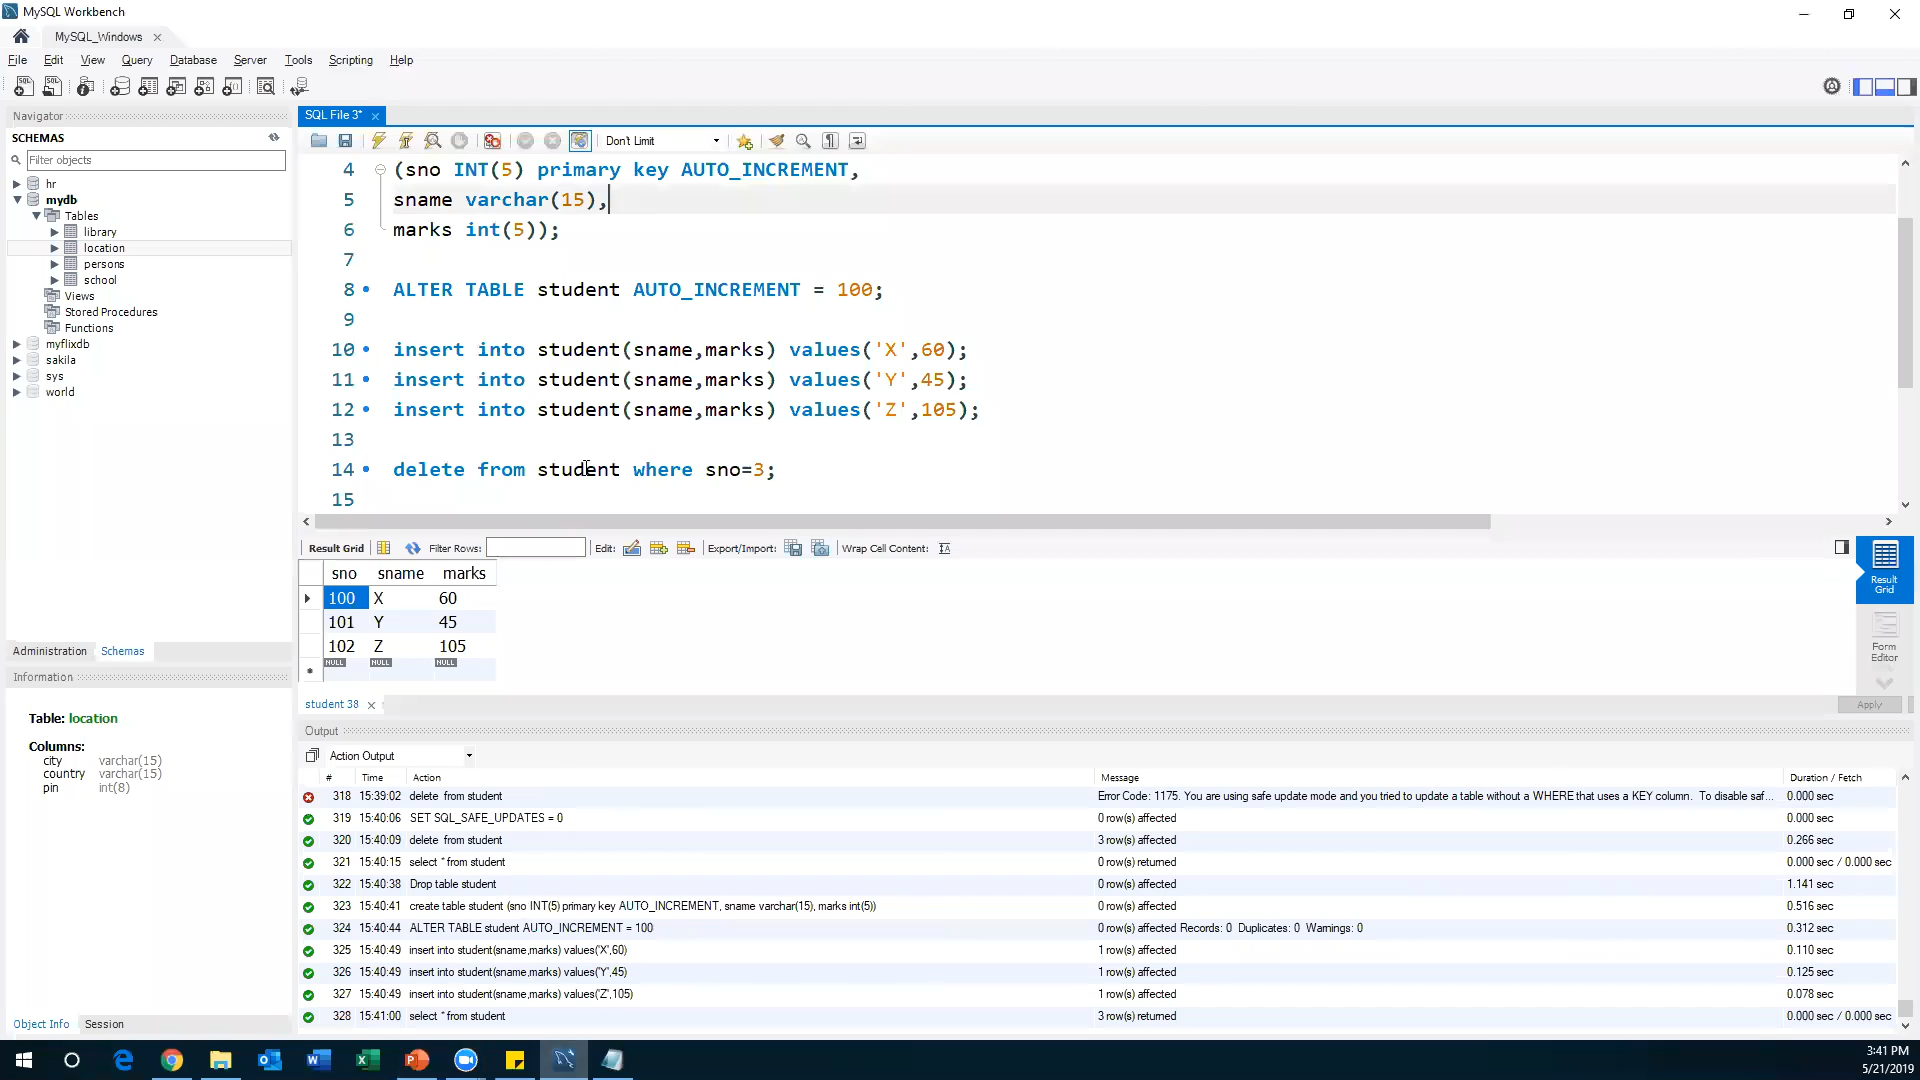 MySQL Workbench
MySQL_Windows
File Edit View Query Database Server Tools Scripting Help
Navigator
SCHEMAS
Filter objects
hr
mydb
Tables
library
location
persons
school
Views
Stored Procedures
Functions
myflixdb
sakila
sys
world
Administration Schemas
Information
Table: location
Columns:
city varchar(15)
country varchar(15)
pin int(8)
Object Info Session
SQL File 3*
Don't Limit
4 (sno INT(5) primary key AUTO_INCREMENT,
5 sname varchar(15),
6 marks int(5));
7
8 ALTER TABLE student AUTO_INCREMENT = 100;
9
10 insert into student(sname,marks) values('X',60);
11 insert into student(sname,marks) values('Y',45);
12 insert into student(sname,marks) values('Z',105);
13
14 delete from student where sno=3;
15
Result Grid Filter Rows: Edit: Export/Import: Wrap Cell Content:
sno sname marks
100 X 60
101 Y 45
102 Z 105
NULL NULL NULL
Result Grid
Form Editor
student 38
Apply
Output
Action Output
# Time Action Message Duration / Fetch
318 15:39:02 delete from student Error Code: 1175. You are using safe update mode and you tried to update a table without a WHERE that uses a KEY column. To disable saf... 0.000 sec
319 15:40:06 SET SQL_SAFE_UPDATES = 0 0 row(s) affected 0.000 sec
320 15:40:09 delete from student 3 row(s) affected 0.266 sec
321 15:40:15 select * from student 0 row(s) returned 0.000 sec / 0.000 sec
322 15:40:38 Drop table student 0 row(s) affected 1.141 sec
323 15:40:41 create table student (sno INT(5) primary key AUTO_INCREMENT, sname varchar(15), marks int(5)) 0 row(s) affected 0.516 sec
324 15:40:44 ALTER TABLE student AUTO_INCREMENT = 100 0 row(s) affected Records: 0 Duplicates: 0 Warnings: 0 0.312 sec
325 15:40:49 insert into student(sname,marks) values('X',60) 1 row(s) affected 0.110 sec
326 15:40:49 insert into student(sname,marks) values('Y',45) 1 row(s) affected 0.125 sec
327 15:40:49 insert into student(sname,marks) values('Z',105) 1 row(s) affected 0.078 sec
328 15:41:00 select * from student 3 row(s) returned 0.000 sec / 0.000 sec
3:41 PM
5/21/2019